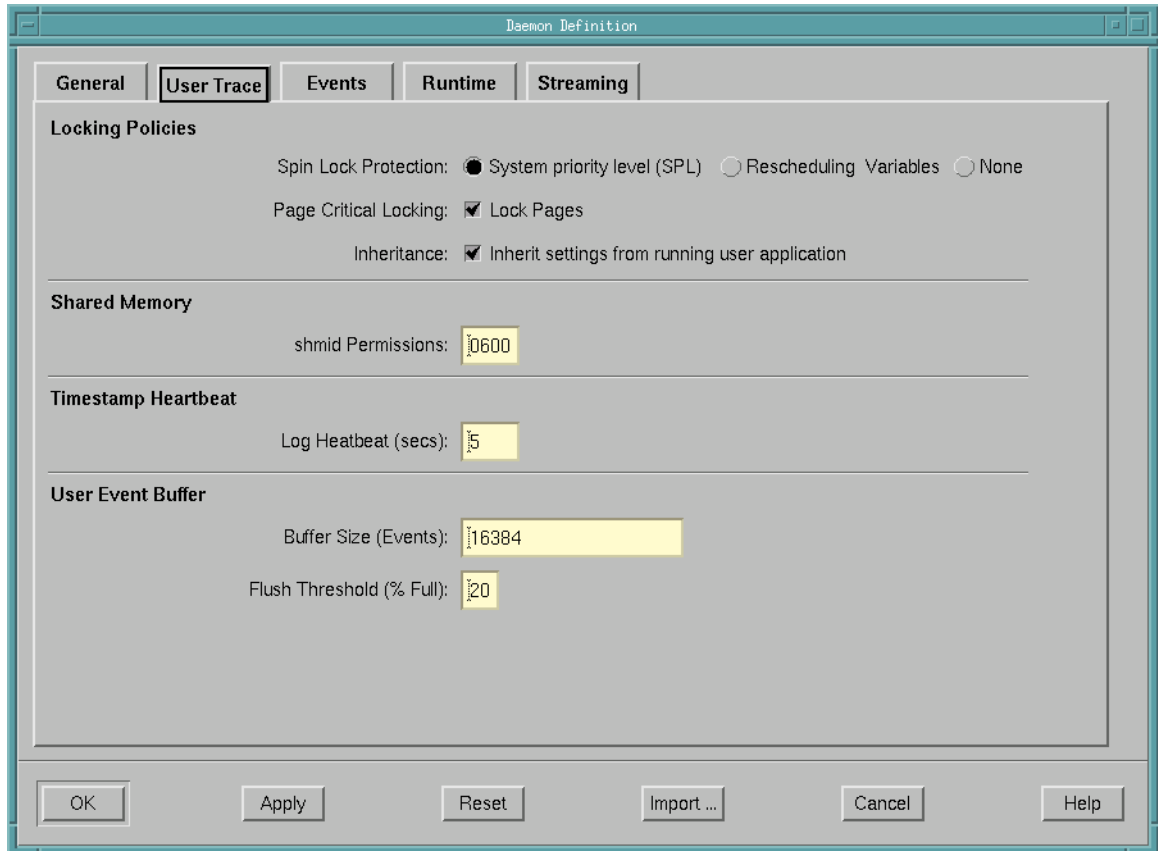 Daemon Definition
General User Trace Events Runtime Streaming
Locking Policies
Spin Lock Protection: System priority level (SPL) Rescheduling Variables None
Page Critical Locking: Lock Pages
Inheritance: Inherit settings from running user application
Shared Memory
shmid Permissions: 0600
Timestamp Heartbeat
Log Heatbeat (secs): 5
User Event Buffer
Buffer Size (Events): 16384
Flush Threshold (% Full): 20
OK Apply Reset Import ... Cancel Help